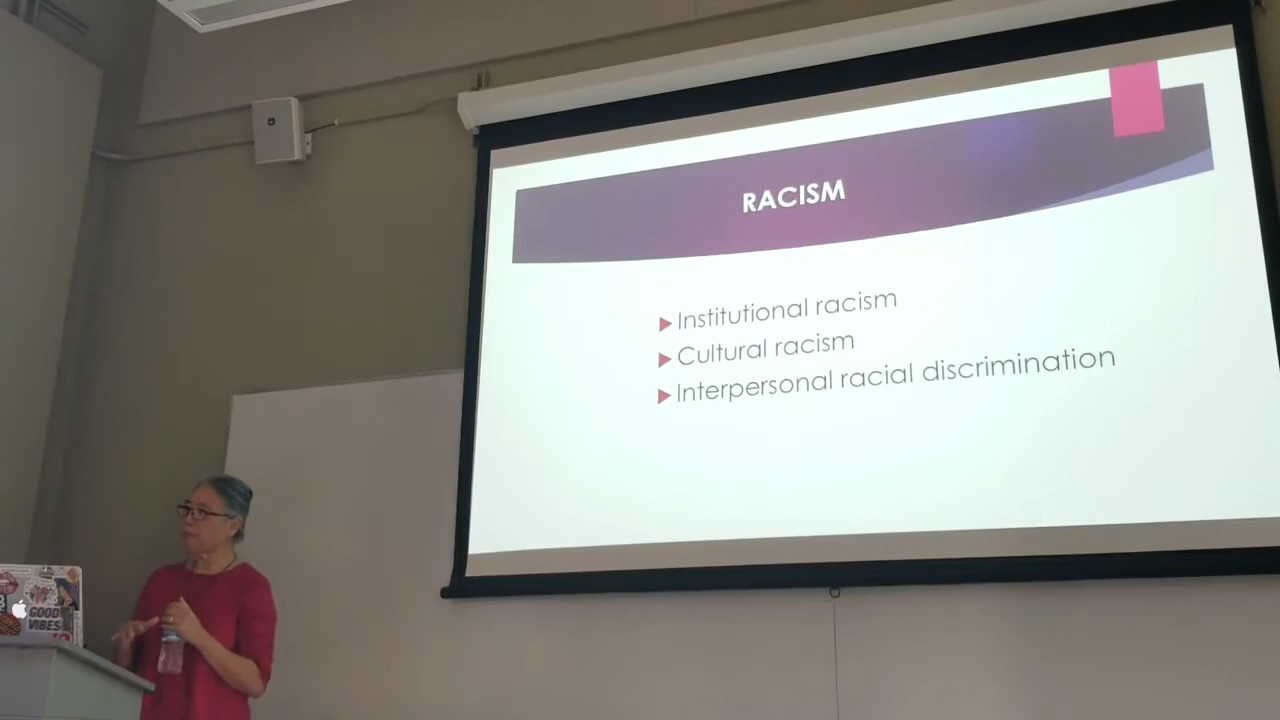 RACISM
Institutional racism
Cultural racism
Interpersonal racial discrimination
GOOD
VIBES